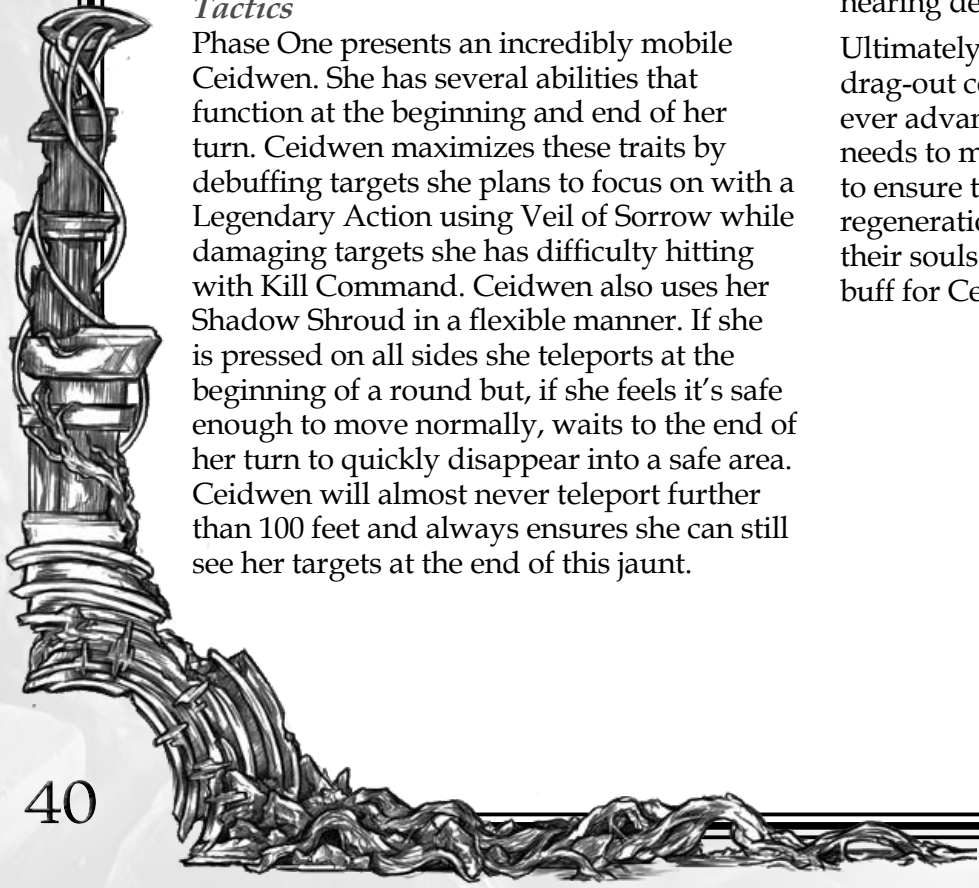 Tactics
Phase One presents an incredibly mobile
Ceidwen. She has several abilities that
function at the beginning and end of her
turn. Ceidwen maximizes these traits by
debuffing targets she plans to focus on with a
Legendary Action using Veil of Sorrow while
damaging targets she has difficulty hitting
with Kill Command. Ceidwen also uses her
Shadow Shroud in a flexible manner. If she
is pressed on all sides she teleports at the
beginning of a round but, if she feels it's safe
enough to move normally, waits to the end of
her turn to quickly disappear into a safe area.
Ceidwen will almost never teleport further
than 100 feet and always ensures she can still
see her targets at the end of this jaunt.
Ultimately
drag-out
ever
needs to
to ensure
their souls
buff for
40